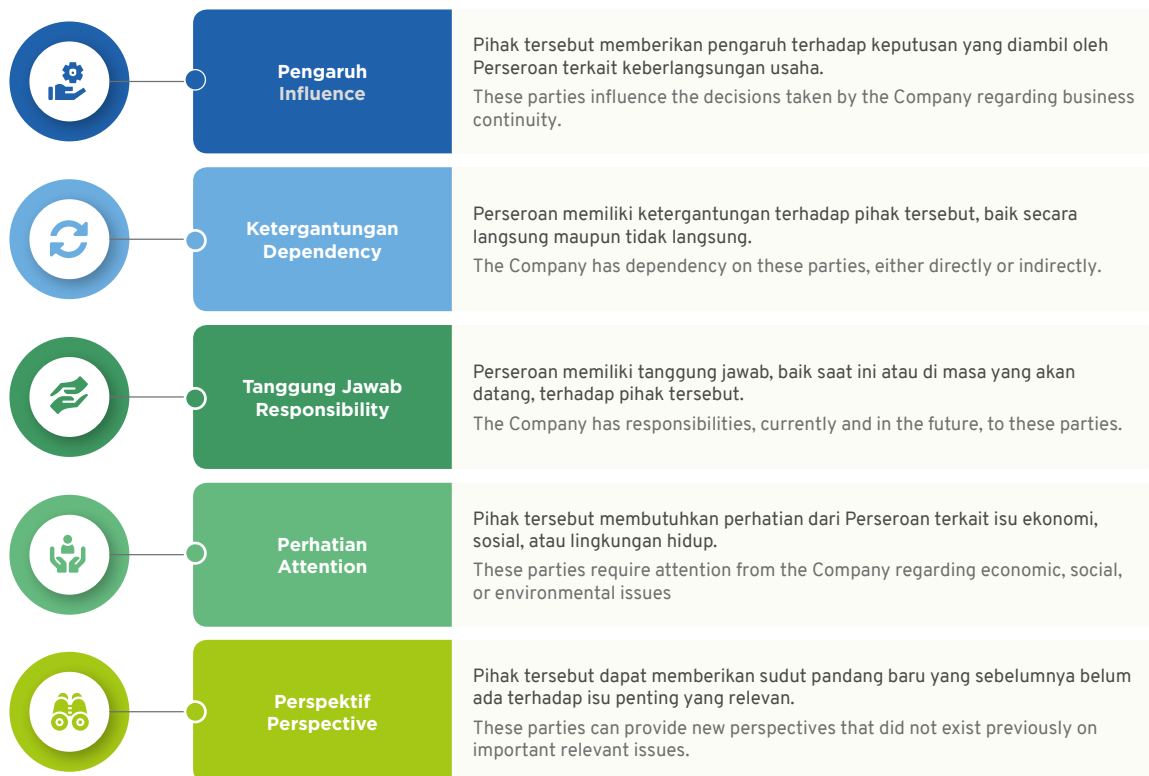 Pengaruh
Influence
Pihak tersebut memberikan pengaruh terhadap keputusan yang diambil oleh
Perseroan terkait keberlangsungan usaha.
These parties influence the decisions taken by the Company regarding business
continuity.
Ketergantungan
Dependency
Perseroan memiliki ketergantungan terhadap pihak tersebut, baik secara
langsung maupun tidak langsung.
The Company has dependency on these parties, either directly or indirectly.
Tanggung Jawab
Responsibility
Perseroan memiliki tanggung jawab, baik saat ini atau di masa yang akan
datang, terhadap pihak tersebut.
The Company has responsibilities, currently and in the future, to these parties.
Perhatian
Attention
Pihak tersebut membutuhkan perhatian dari Perseroan terkait isu ekonomi,
sosial, atau lingkungan hidup.
These parties require attention from the Company regarding economic, social,
or environmental issues
Perspektif
Perspective
Pihak tersebut dapat memberikan sudut pandang baru yang sebelumnya belum
ada terhadap isu penting yang relevan.
These parties can provide new perspectives that did not exist previously on
important relevant issues.